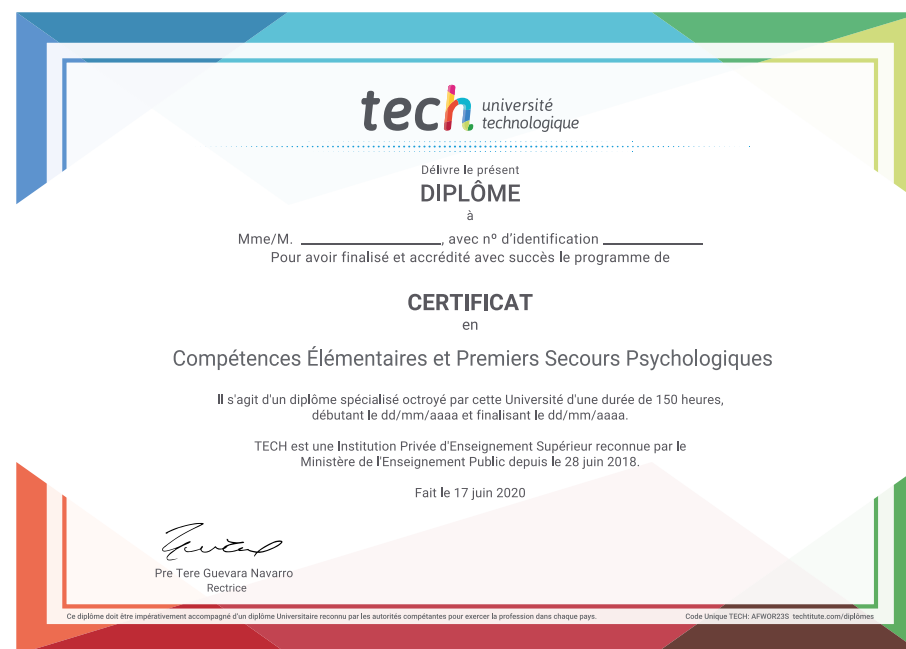 tech université
technologique
Délivre le présent
DIPLÔME
à
Mme/M. ____________________, avec nº d'identification ______________
Pour avoir finalisé et accrédité avec succès le programme de
CERTIFICAT
en
Compétences Élémentaires et Premiers Secours Psychologiques
Il s'agit d'un diplôme spécialisé octroyé par cette Université d'une durée de 150 heures,
débutant le dd/mm/aaaa et finalisant le dd/mm/aaaa.
TECH est une Institution Privée d'Enseignement Supérieur reconnue par le
Ministère de l'Enseignement Public depuis le 28 juin 2018.
Fait le 17 juin 2020
Pre Tere Guevara Navarro
Rectrice
Ce diplôme doit être impérativement accompagné d'un diplôme Universitaire reconnu par les autorités compétantes pour exercer la profession dans chaque pays. Code Unique TECH: AFWOR23S techtitute.com/diplômes